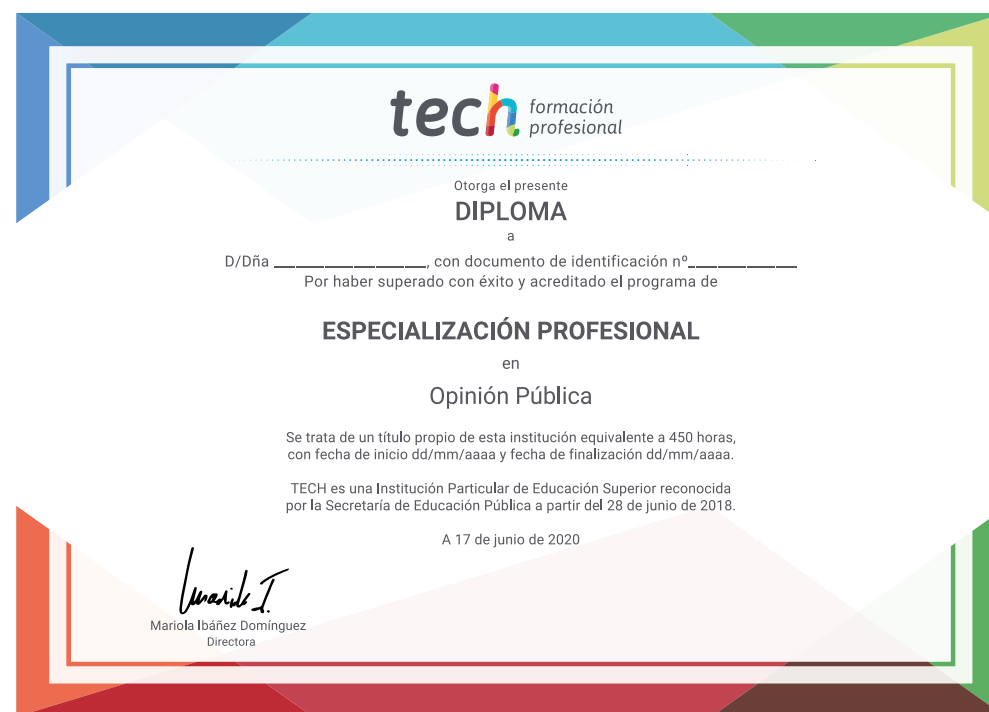 tech formación
profesional
Otorga el presente
DIPLOMA
a
D/Dña ______________, con documento de identificación nº__________
Por haber superado con éxito y acreditado el programa de
ESPECIALIZACIÓN PROFESIONAL
en
Opinión Pública
Se trata de un título propio de esta institución equivalente a 450 horas,
con fecha de inicio dd/mm/aaaa y fecha de finalización dd/mm/aaaa.
TECH es una Institución Particular de Educación Superior reconocida
por la Secretaría de Educación Pública a partir del 28 de junio de 2018.
A 17 de junio de 2020
Mariola Ibáñez Domínguez
Directora